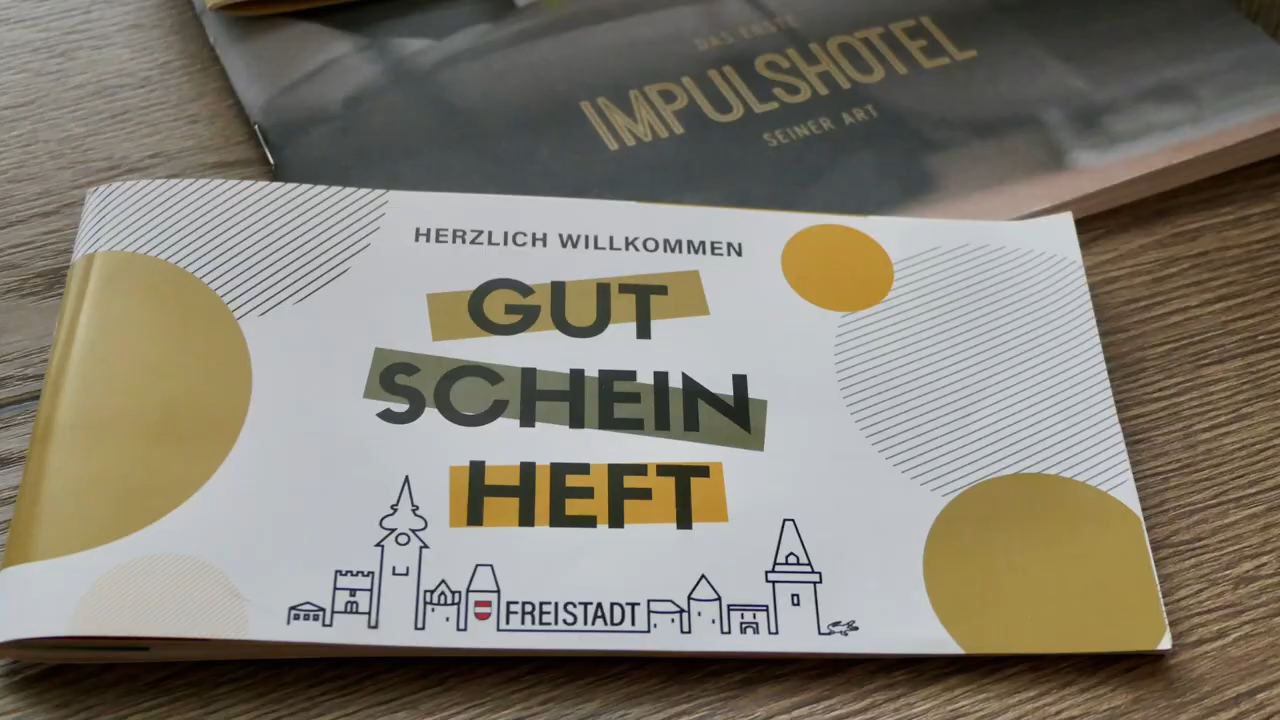 DAS ERSTE
IMPULSHOTEL
SEINER ART
HERZLICH WILLKOMMEN
GUT
SCHEIN
HEFT
FREISTADT